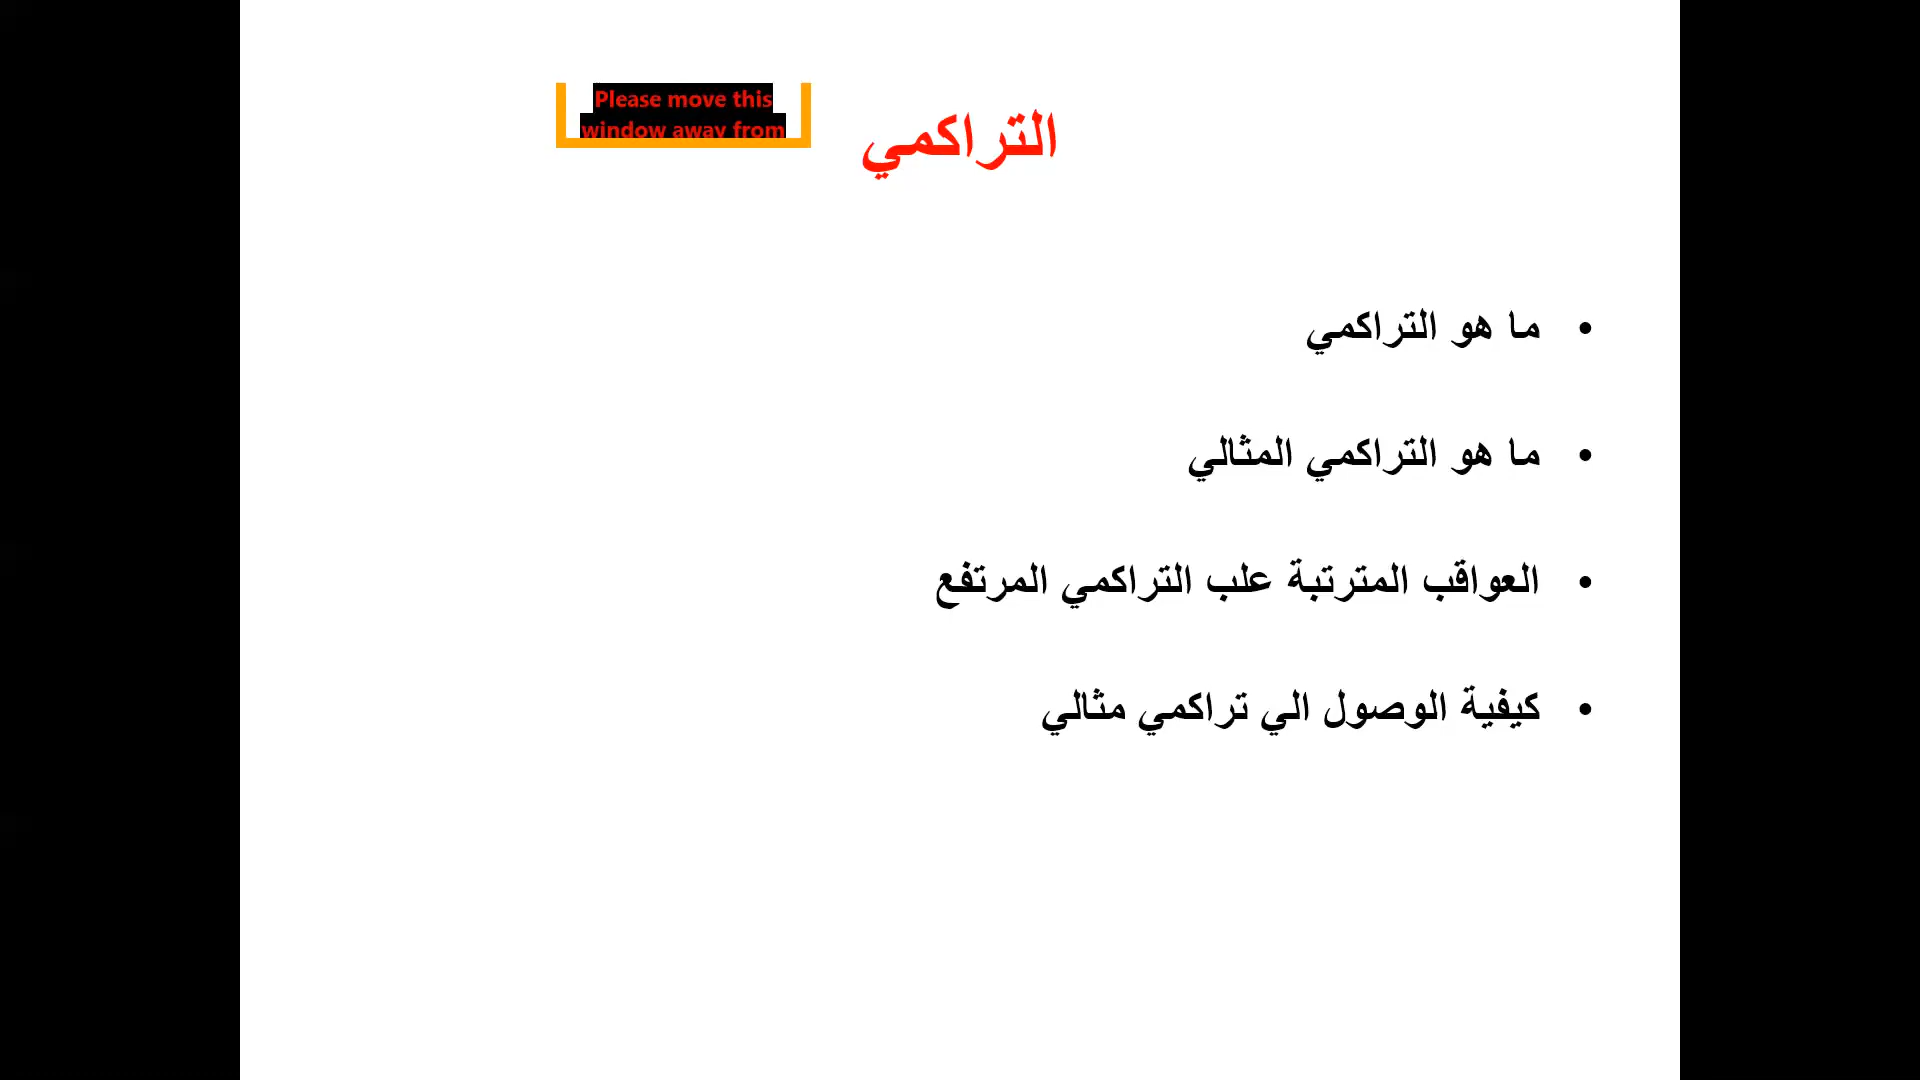 Please move this
window away from
التراكمي
• ما هو التراكمي
• ما هو التراكمي المثالي
• العواقب المترتبة علب التراكمي المرتفع
• كيفية الوصول الي تراكمي مثالي